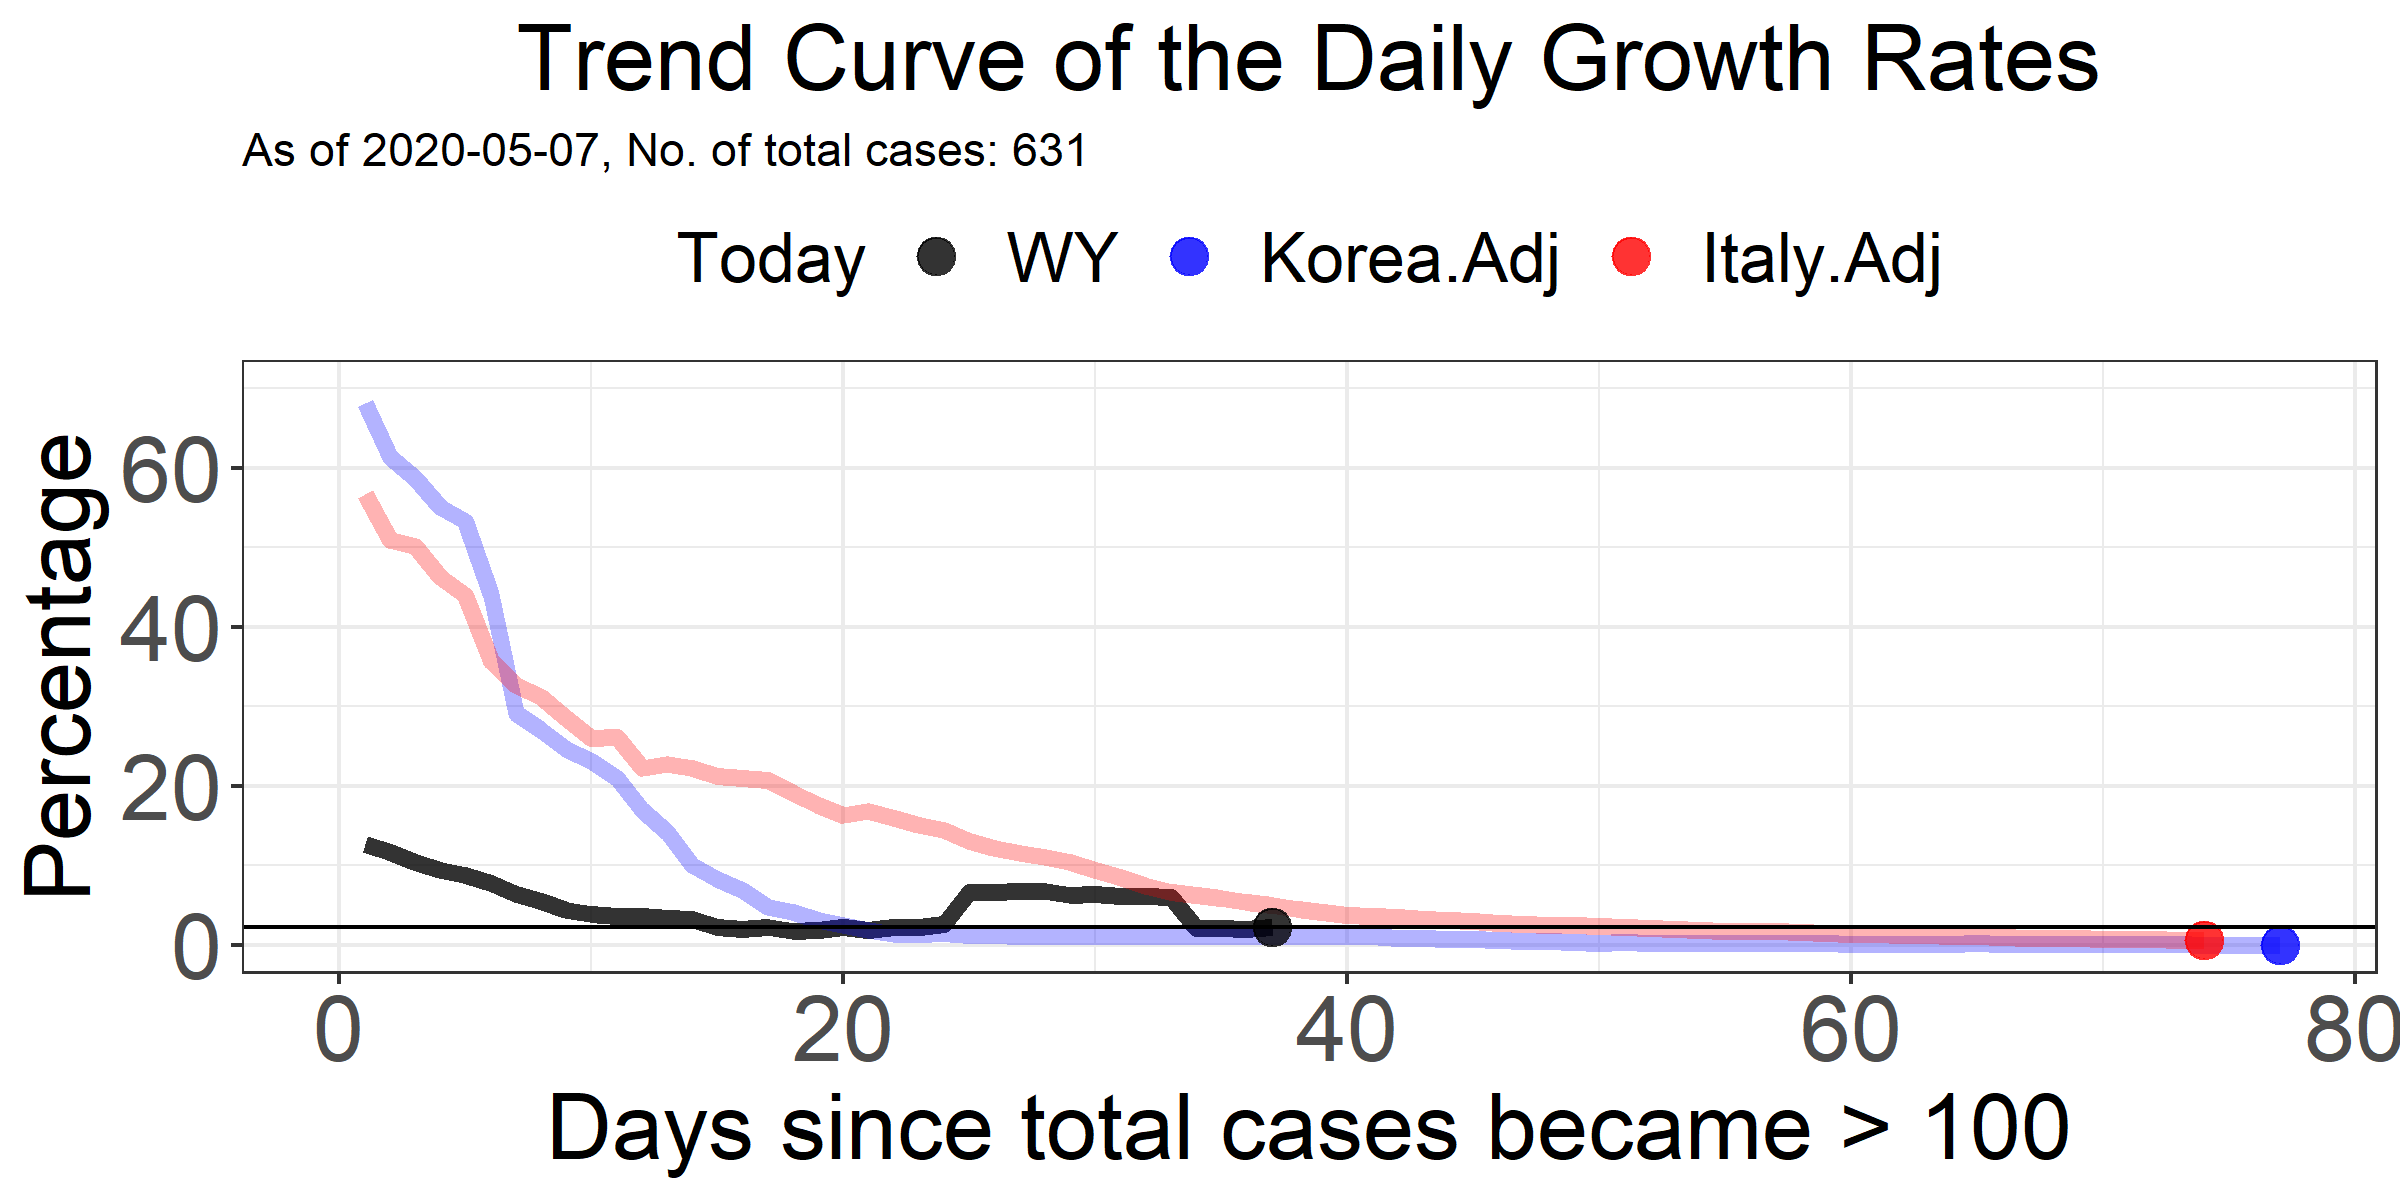 Trend Curve of the Daily Growth Rates
As of 2020-05-07, No. of total cases: 631
Today WY Korea.Adj Italy.Adj
Percentage
60
40
20
0
0 20 40 60 80
Days since total cases became > 100